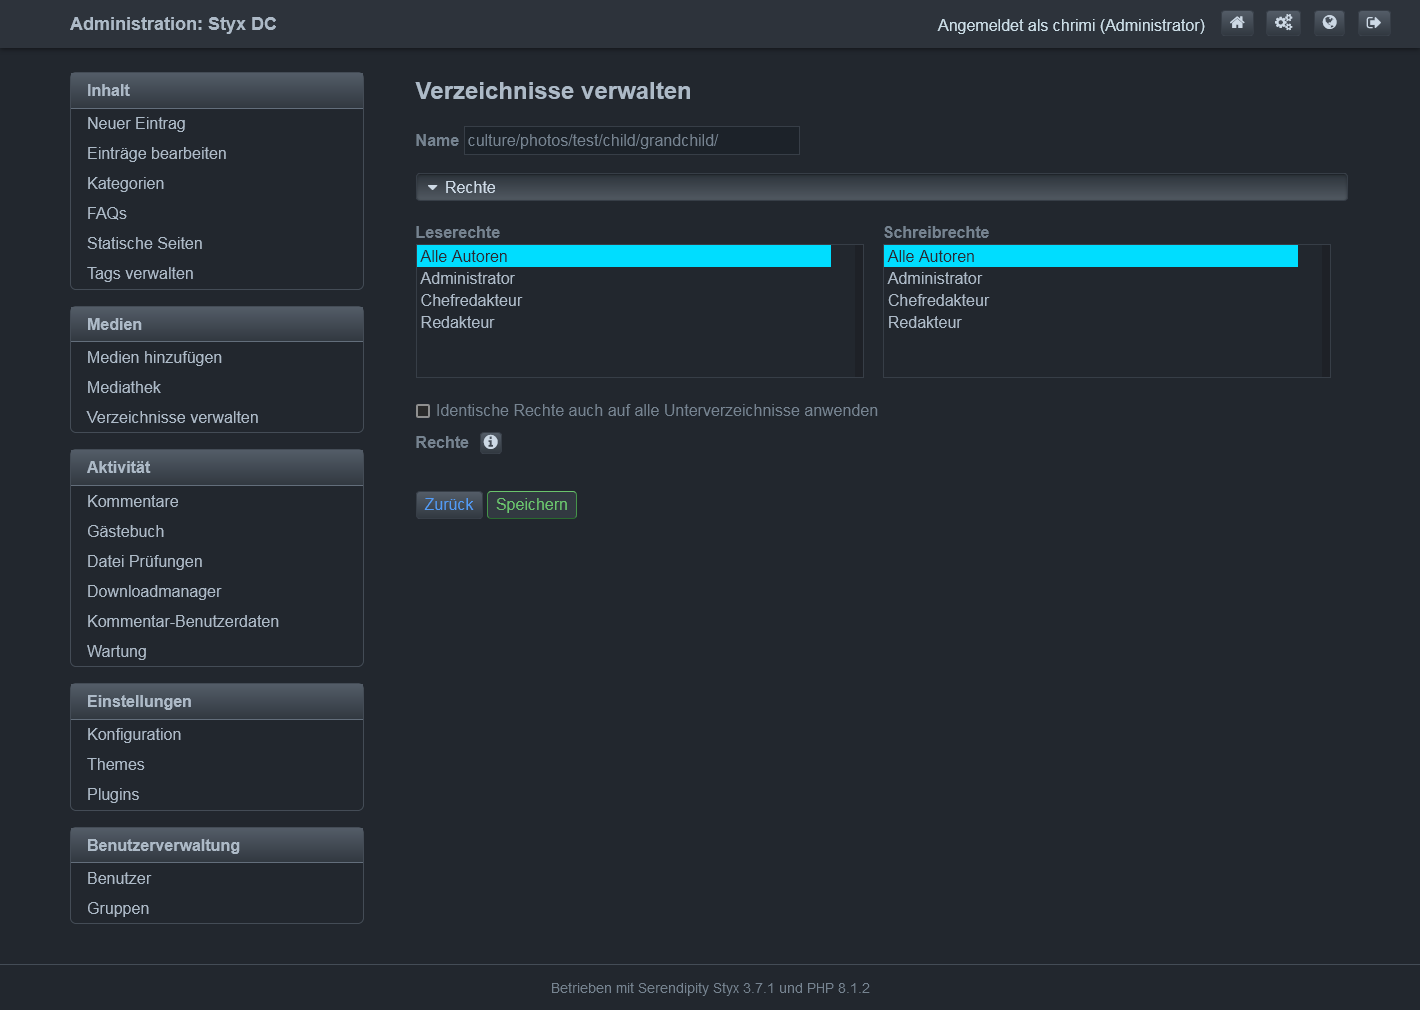 Administration: Styx DC
Angemeldet als chrimi (Administrator)
Inhalt
Neuer Eintrag
Einträge bearbeiten
Kategorien
FAQs
Statische Seiten
Tags verwalten
Medien
Medien hinzufügen
Mediathek
Verzeichnisse verwalten
Aktivität
Kommentare
Gästebuch
Datei Prüfungen
Downloadmanager
Kommentar-Benutzerdaten
Wartung
Einstellungen
Konfiguration
Themes
Plugins
Benutzerverwaltung
Benutzer
Gruppen
Verzeichnisse verwalten
Name culture/photos/test/child/grandchild/
Rechte
Leserechte
Alle Autoren
Administrator
Chefredakteur
Redakteur
Schreibrechte
Alle Autoren
Administrator
Chefredakteur
Redakteur
Identische Rechte auch auf alle Unterverzeichnisse anwenden
Rechte
Zurück Speichern
Betrieben mit Serendipity Styx 3.7.1 und PHP 8.1.2